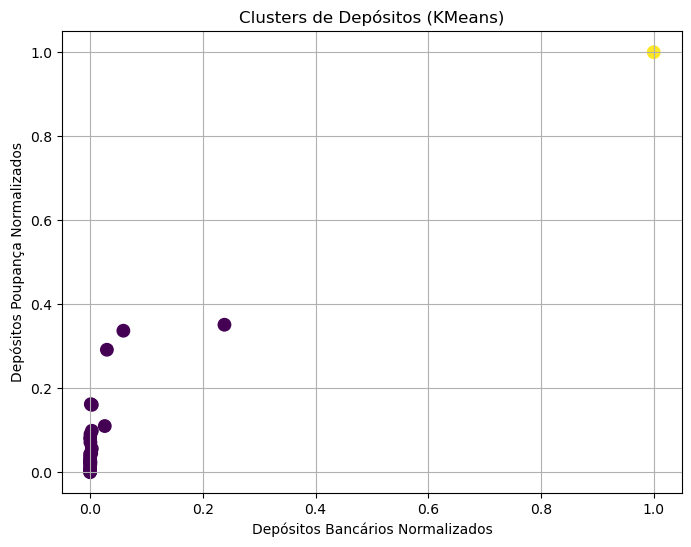 Clusters de Depósitos (KMeans)
Depósitos Poupança Normalizados
1.0
0.8
0.6
0.4
0.2
0.0
0.0 0.2 0.4 0.6 0.8 1.0
Depósitos Bancários Normalizados